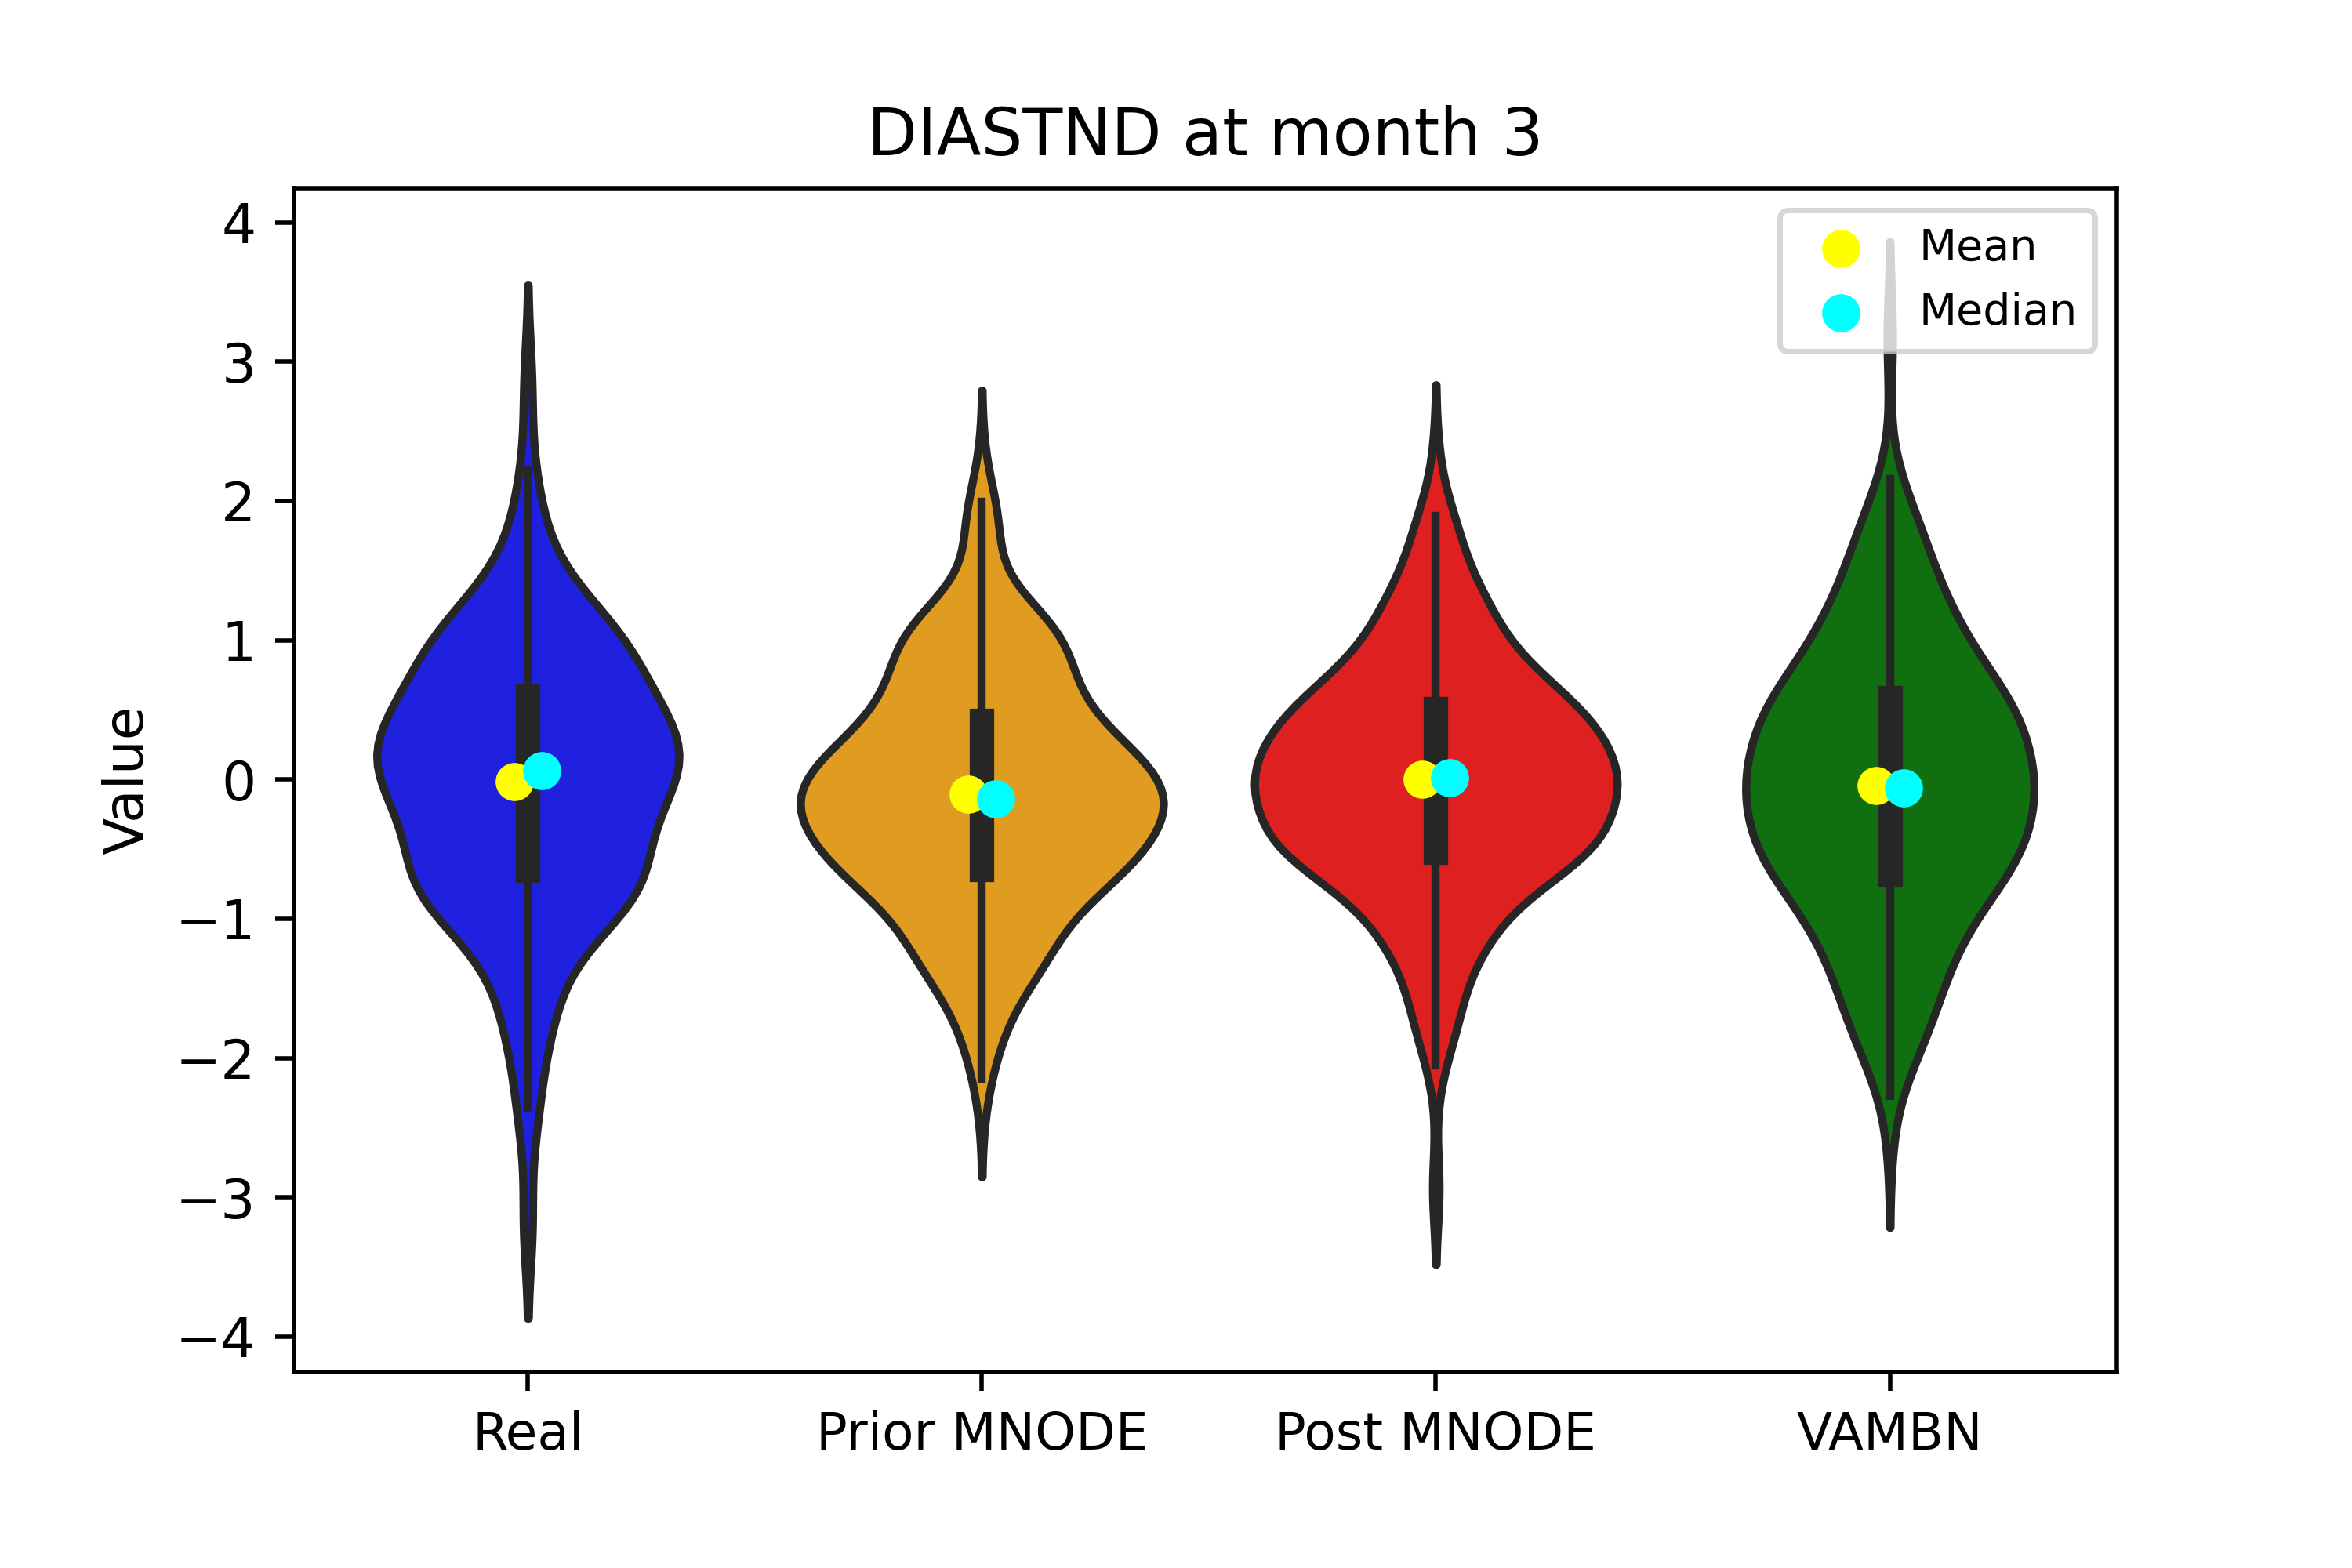 DIASTND at month 3
Mean
Median
4
3
2
1
0
−1
−2
−3
−4
Value
Real
Prior MNODE
Post MNODE
VAMBN